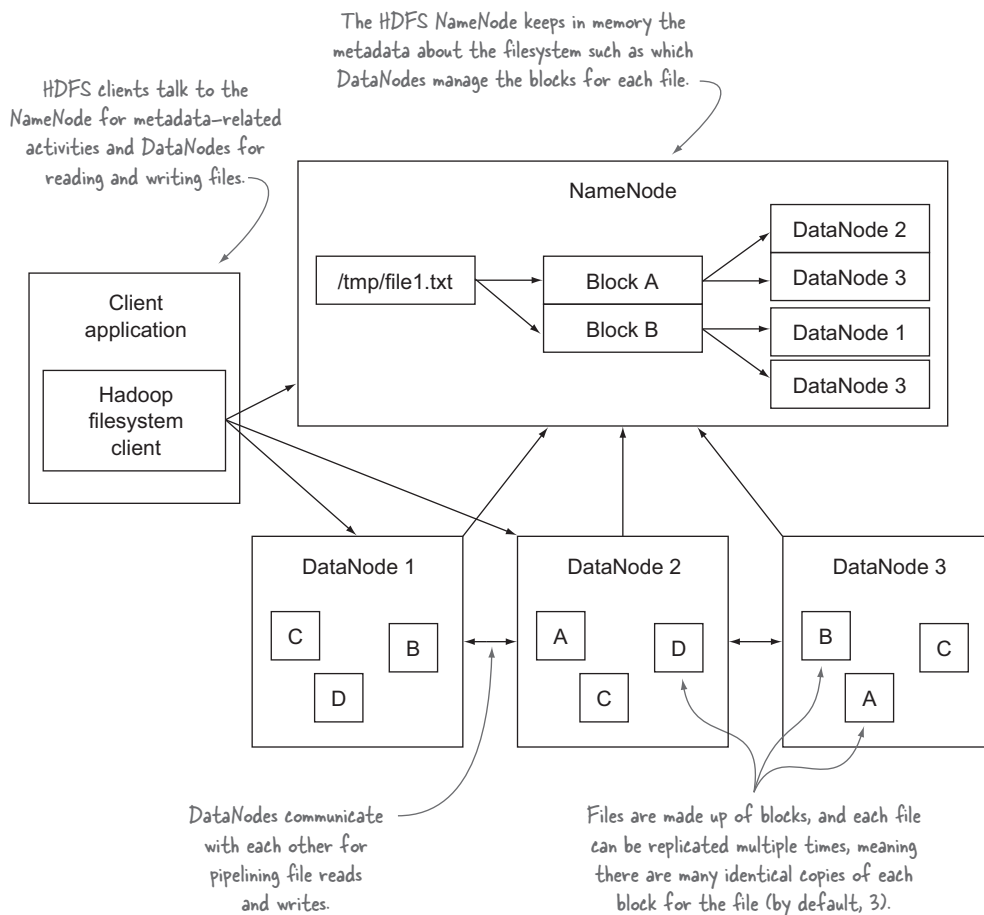 The HDFS NameNode keeps in memory the
metadata about the filesystem such as which
DataNodes manage the blocks for each file.
HDFS clients talk to the
NameNode for metadata-related
activities and DataNodes for
reading and writing files.
NameNode
/tmp/file1.txt
Block A
Block B
DataNode 2
DataNode 3
DataNode 1
DataNode 3
Client
application
Hadoop
filesystem
client
DataNode 1
C
B
D
DataNode 2
A
D
C
DataNode 3
B
C
A
DataNodes communicate
with each other for
pipelining file reads
and writes.
Files are made up of blocks, and each file
can be replicated multiple times, meaning
there are many identical copies of each
block for the file (by default, 3).